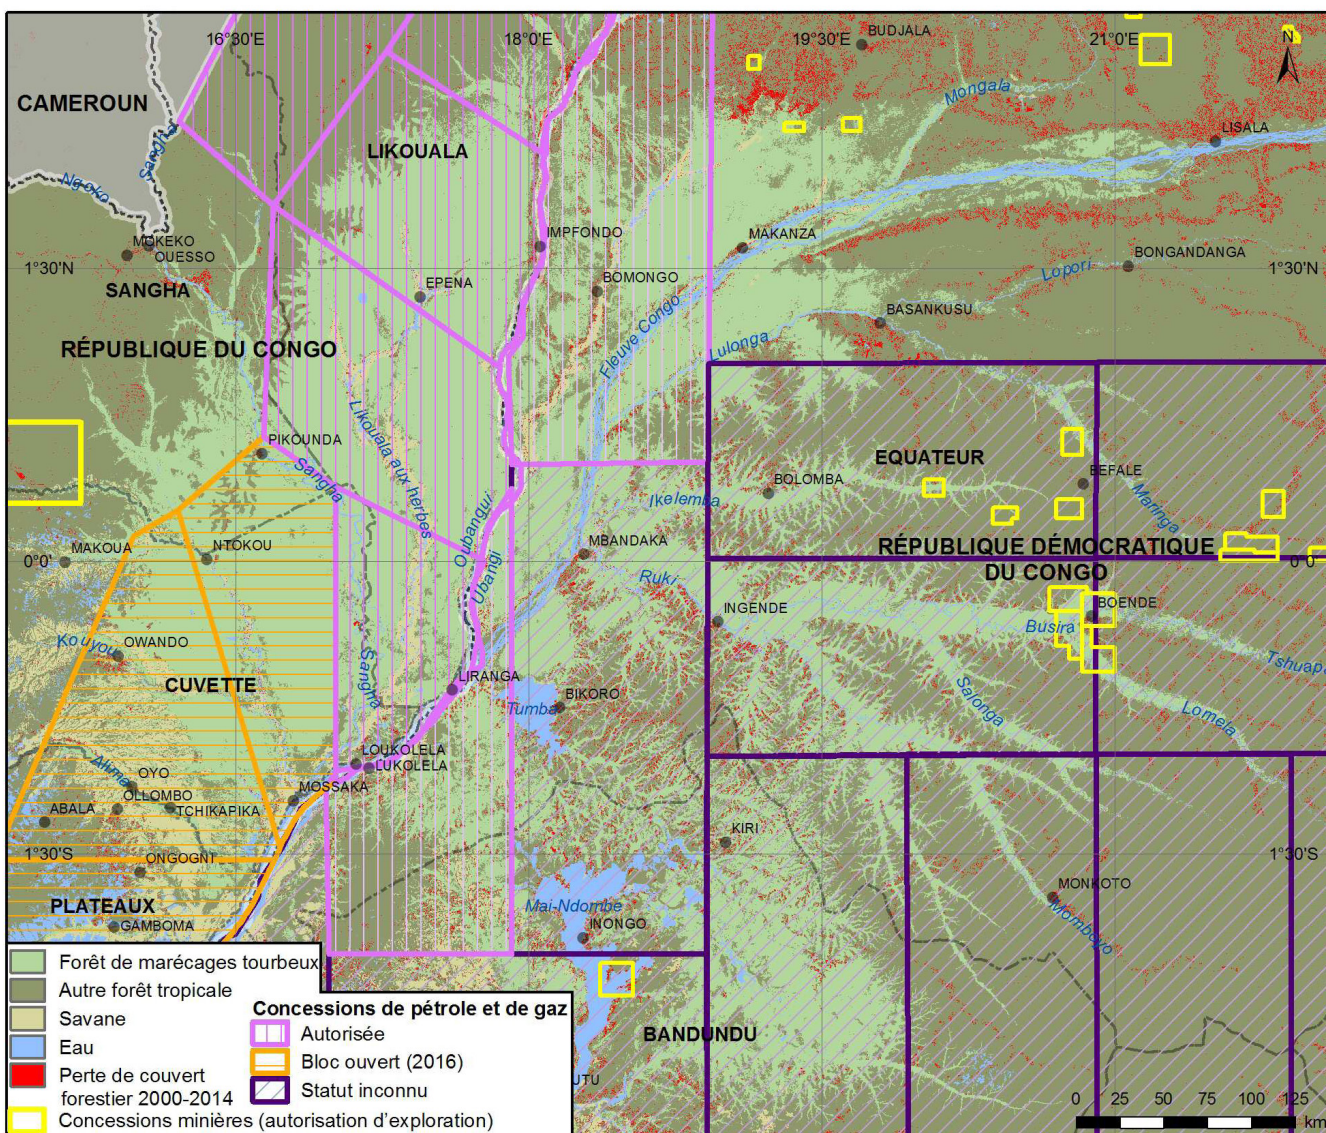 16°30'E
18°0'E
19°30'E
21°0'E
N
BUDJALA
CAMEROUN
Mongala
Sangha
LISALA
LIKOUALA
Ngoko
MOKEKO
OUESSO
IMPFONDO
MAKANZA
BONGANDANGA
1°30'N
1°30'N
Lopori
SANGHA
EPENA
BOMONGO
BASANKUSU
Fleuve Congo
RÉPUBLIQUE DU CONGO
Lulonga
Likouala aux herbes
PIKOUNDA
Sangha
EQUATEUR
BEFALE
BOLOMBA
Ikelemba
Maringa
Oubangui
Ubangi
MAKOUA
NTOKOU
MBANDAKA
RÉPUBLIQUE DÉMOCRATIQUE
DU CONGO
0°0'
0°0'
Ruki
INGENDE
BOENDE
Busira
Kouyou
OWANDO
Tshuapa
CUVETTE
Sangha
LIRANGA
Tumba
BIKORO
Salonga
Lomela
LOUKOLELA
LUKOLELA
Alima
OYO
OLLOMBO
MOSSAKA
ABALA
TCHIKAPIKA
KIRI
1°30'S
1°30'S
ONGOGNI
MONKOTO
Mai-Ndombe
Momboyo
PLATEAUX
GAMBOMA
INONGO
BANDUNDU
UTU
Forêt de marécages tourbeux
Autre forêt tropicale
Savane
Eau
Perte de couvert
forestier 2000-2014
Concessions minières (autorisation d'exploration)
Concessions de pétrole et de gaz
Autorisée
Bloc ouvert (2016)
Statut inconnu
0 25 50 75 100 125
km